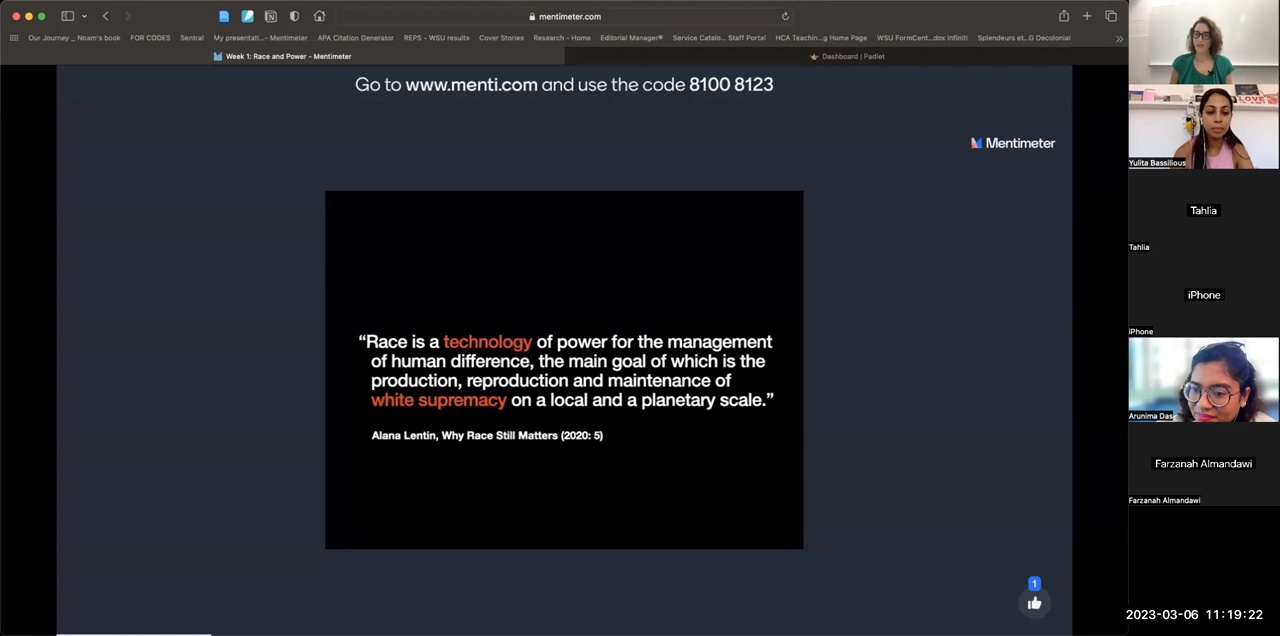 mentimeter.com
Our Journey _ Noam's book
FOR CODES
Sentral
My presentati...- Mentimeter
APA Citation Generator
REPS - WSU results
Cover Stories
Research - Home
Editorial Manager®
Service Catalo... Staff Portal
HCA Teachin...g Home Page
WSU FormCent...dox Infiniti
Splendeurs et...G Decolonial
Week 1: Race and Power - Mentimeter
Dashboard | Padlet
Go to www.menti.com and use the code 8100 8123
Mentimeter
“Race is a technology of power for the management
of human difference, the main goal of which is the
production, reproduction and maintenance of
white supremacy on a local and a planetary scale.”
Alana Lentin, Why Race Still Matters (2020: 5)
1
Yulita Bassilious
Tahlia
Tahlia
iPhone
iPhone
Arunima Das
Farzanah Almandawi
Farzanah Almandawi
2023-03-06 11:19:22